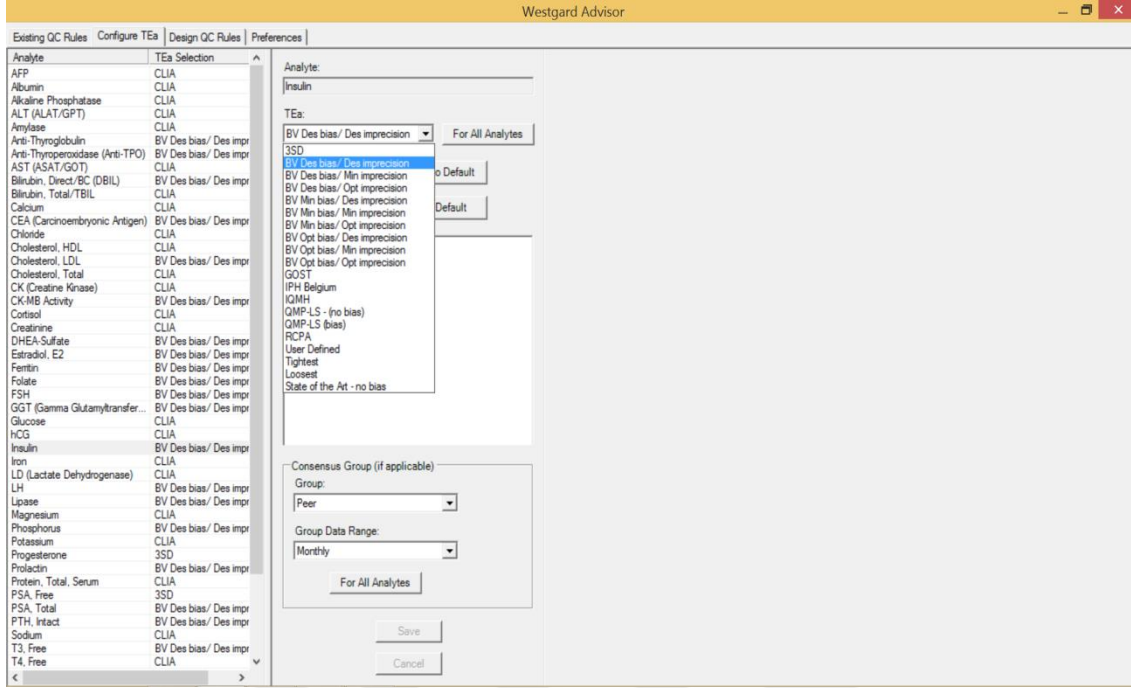 Westgard Advisor
Existing QC Rules Configure TEa Design QC Rules Preferences
Analyte TEa Selection
AFP CLIA
Albumin CLIA
Alkaline Phosphatase CLIA
ALT (ALAT/GPT) CLIA
Amylase CLIA
Anti-Thyroglobulin BV Des bias/ Des impr
Anti-Thyroperoxidase (Anti-TPO) BV Des bias/ Des impr
AST (ASAT/GOT) CLIA
Bilirubin, Direct/BC (DBIL) BV Des bias/ Des impr
Bilirubin, Total/TBIL CLIA
Calcium CLIA
CEA (Carcinoembryonic Antigen) BV Des bias/ Des impr
Chloride CLIA
Cholesterol, HDL CLIA
Cholesterol, LDL BV Des bias/ Des impr
Cholesterol, Total CLIA
CK (Creatine Kinase) CLIA
CK-MB Activity BV Des bias/ Des impr
Cortisol CLIA
Creatinine CLIA
DHEA-Sulfate BV Des bias/ Des impr
Estradiol, E2 BV Des bias/ Des impr
Ferritin BV Des bias/ Des impr
Folate BV Des bias/ Des impr
FSH BV Des bias/ Des impr
GGT (Gamma Glutamyltransfer... BV Des bias/ Des impr
Glucose CLIA
hCG CLIA
Insulin BV Des bias/ Des impr
Iron CLIA
LD (Lactate Dehydrogenase) CLIA
LH BV Des bias/ Des impr
Lipase BV Des bias/ Des impr
Magnesium CLIA
Phosphorus BV Des bias/ Des impr
Potassium CLIA
Progesterone 3SD
Prolactin BV Des bias/ Des impr
Protein, Total, Serum CLIA
PSA, Free 3SD
PSA, Total BV Des bias/ Des impr
PTH, Intact BV Des bias/ Des impr
Sodium CLIA
T3, Free BV Des bias/ Des impr
T4, Free CLIA
Analyte:
Insulin
TEa:
BV Des bias/ Des imprecision For All Analytes
3SD
BV Des bias/ Des imprecision
BV Des bias/ Min imprecision o Default
BV Des bias/ Opt imprecision
BV Min bias/ Des imprecision
BV Min bias/ Min imprecision Default
BV Min bias/ Opt imprecision
BV Opt bias/ Des imprecision
BV Opt bias/ Min imprecision
BV Opt bias/ Opt imprecision
GOST
IPH Belgium
IQMH
QMP-LS - (no bias)
QMP-LS (bias)
RCPA
User Defined
Tightest
Loosest
State of the Art - no bias
Consensus Group (if applicable)
Group:
Peer
Group Data Range:
Monthly
For All Analytes
Save
Cancel